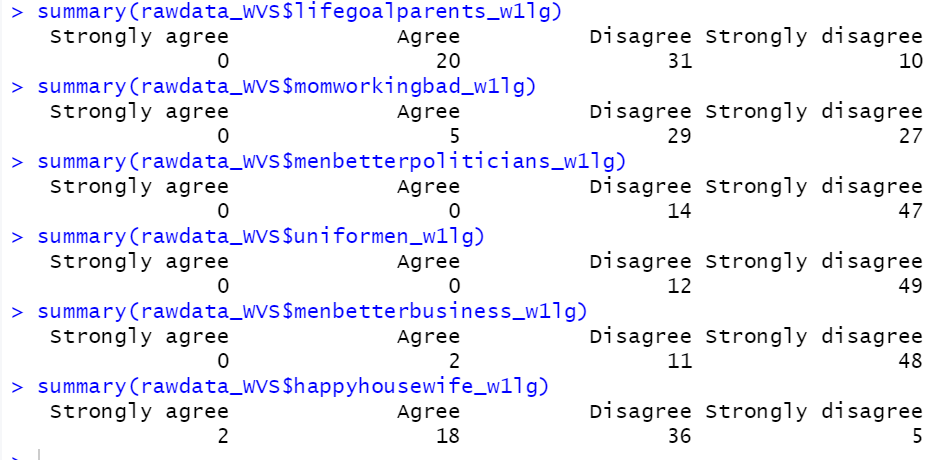 > summary(rawdata_WVS$lifegoalparents_w1lg)
Strongly agree Agree Disagree Strongly disagree
0 20 31 10
> summary(rawdata_WVS$momworkingbad_w1lg)
Strongly agree Agree Disagree Strongly disagree
0 5 29 27
> summary(rawdata_WVS$menbetterpoliticians_w1lg)
Strongly agree Agree Disagree Strongly disagree
0 0 14 47
> summary(rawdata_WVS$uniformen_w1lg)
Strongly agree Agree Disagree Strongly disagree
0 0 12 49
> summary(rawdata_WVS$menbetterbusiness_w1lg)
Strongly agree Agree Disagree Strongly disagree
0 2 11 48
> summary(rawdata_WVS$happyhousewife_w1lg)
Strongly agree Agree Disagree Strongly disagree
2 18 36 5
>